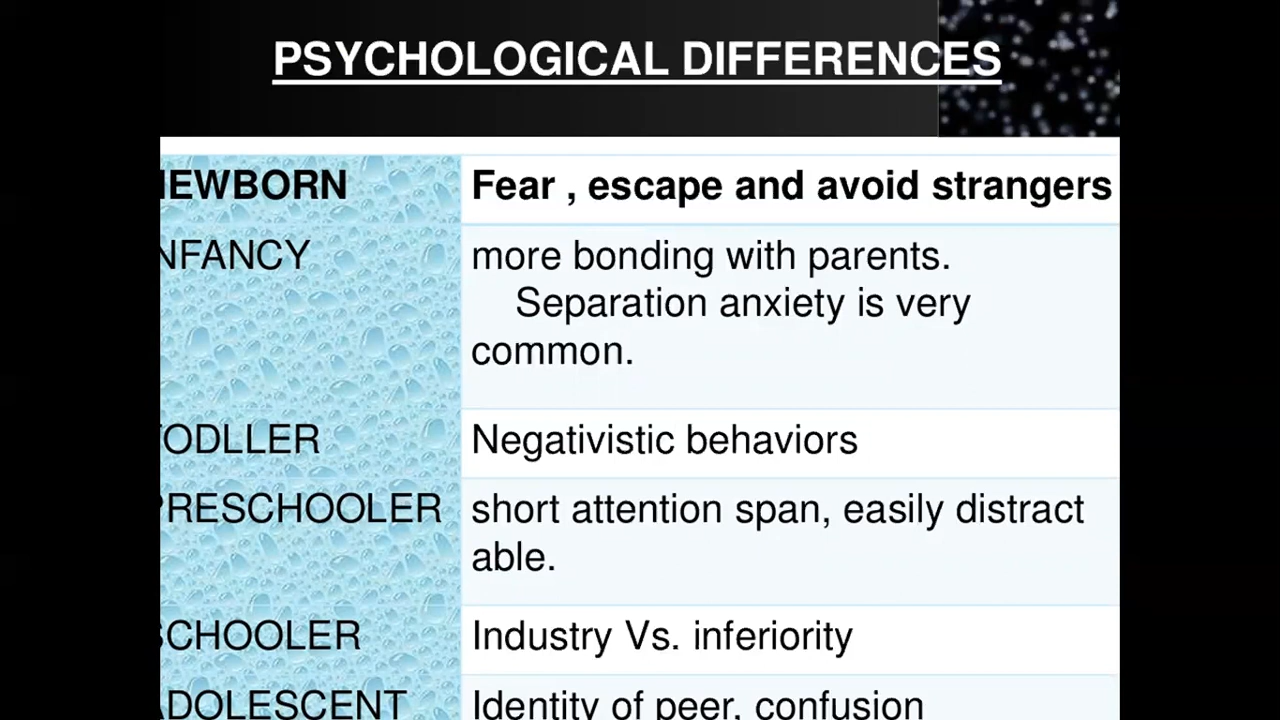 PSYCHOLOGICAL DIFFERENCES
EWBORN Fear , escape and avoid strangers
NFANCY more bonding with parents.
Separation anxiety is very
common.
ODLLER Negativistic behaviors
RESCHOOLER short attention span, easily distract
able.
CHOOLER Industry Vs. inferiority
DOLESCENT Identity of peer, confusion